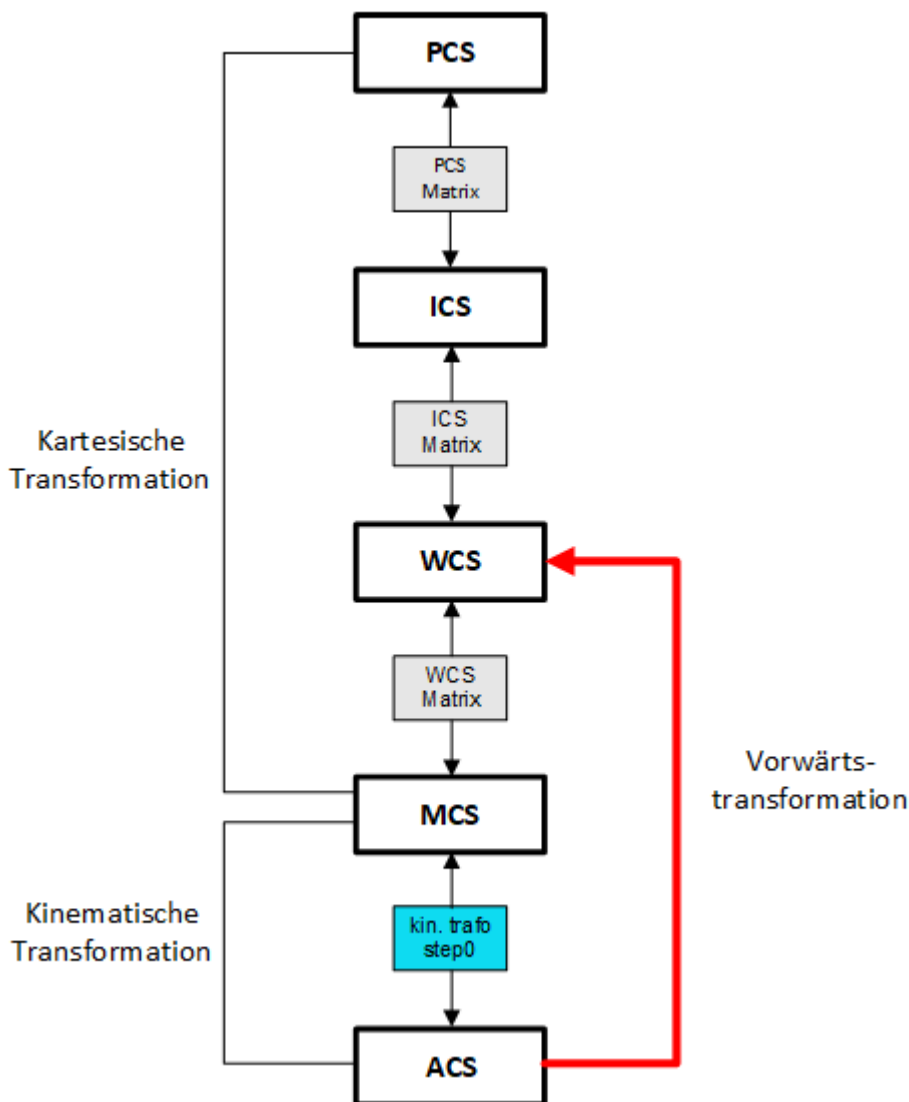 PCS
PCS
Matrix
ICS
ICS
Matrix
Kartesische
Transformation
WCS
WCS
Matrix
Vorwärts-
transformation
MCS
Kinematische
Transformation
kin. trafo
step0
ACS